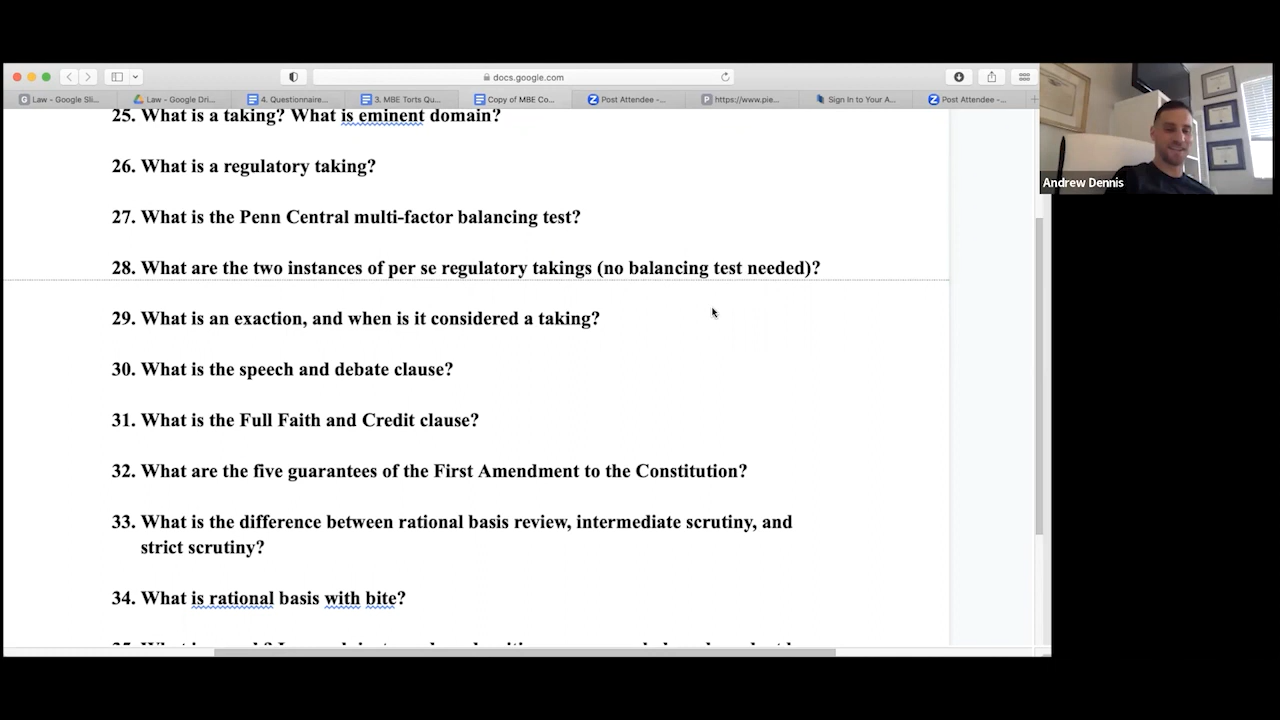 docs.google.com
Law - Google Sli...
Law - Google Dri...
4. Questionnaire...
3. MBE Torts Qu...
Copy of MBE Co...
Post Attendee -...
https://www.pie...
Sign In to Your A...
Post Attendee -...
Andrew Dennis
25. What is a taking? What is eminent domain?
26. What is a regulatory taking?
27. What is the Penn Central multi-factor balancing test?
28. What are the two instances of per se regulatory takings (no balancing test needed)?
29. What is an exaction, and when is it considered a taking?
30. What is the speech and debate clause?
31. What is the Full Faith and Credit clause?
32. What are the five guarantees of the First Amendment to the Constitution?
33. What is the difference between rational basis review, intermediate scrutiny, and
strict scrutiny?
34. What is rational basis with bite?